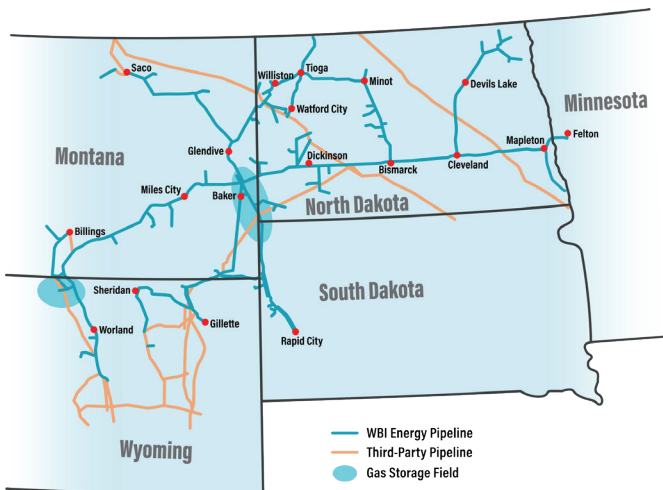 Saco
Williston
Tioga
Minot
Devils Lake
Minnesota
Watford City
Felton
Mapleton
Montana
Glendive
Dickinson
Bismarck
Cleveland
Miles City
Baker
North Dakota
Billings
Sheridan
South Dakota
Gillette
Worland
Rapid City
WBI Energy Pipeline
Third-Party Pipeline
Wyoming
Gas Storage Field